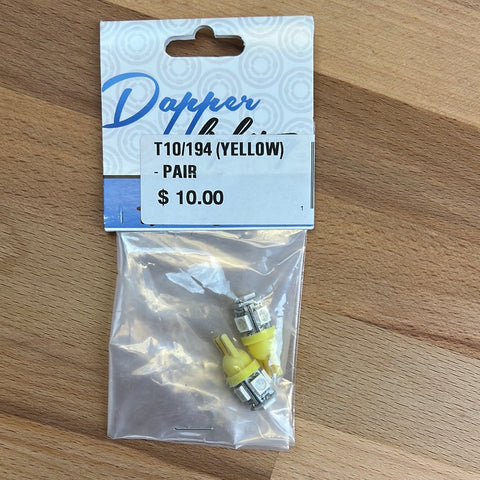 Dapper
T10/194 (YELLOW)
- PAIR
$ 10.00
1